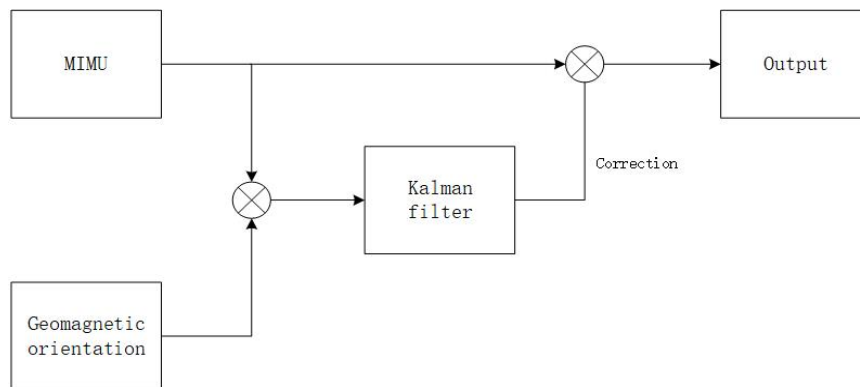 MIMU
Output
Correction
Kalman
filter
Geomagnetic
orientation